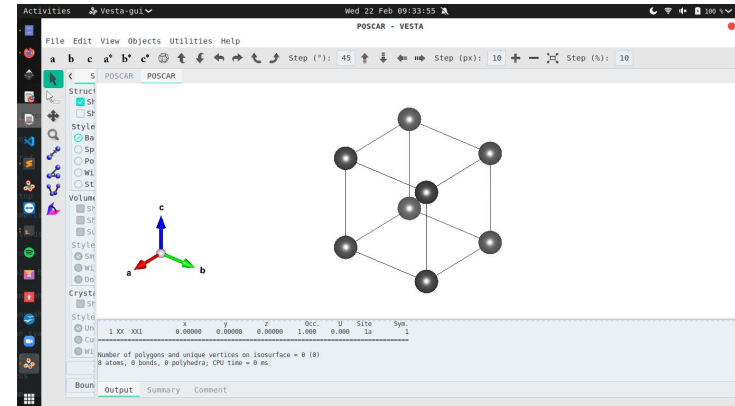 Activities Vesta-gui Wed 22 Feb 09:33:55 100 %
POSCAR - VESTA
File Edit View Objects Utilities Help
a b c a* b* c* Step (°): 45 Step (px): 10 Step (%): 10
S POSCAR POSCAR
Struct
Sh
Sh
Style
Ba
Sp
Po
Wi
St
Volume
Sh
Sh
Su
Style
Sm
Wi
Do
Crysta
Sh
Style
Un
Cu
Wi
Boun
c
a
b
x y z Occ. U Site Sym.
1 XX XX1 0.00000 0.00000 0.00000 1.000 0.000 1a 1
Number of polygons and unique vertices on isosurface = 0 (0)
8 atoms, 0 bonds, 0 polyhedra; CPU time = 0 ms
Output Summary Comment